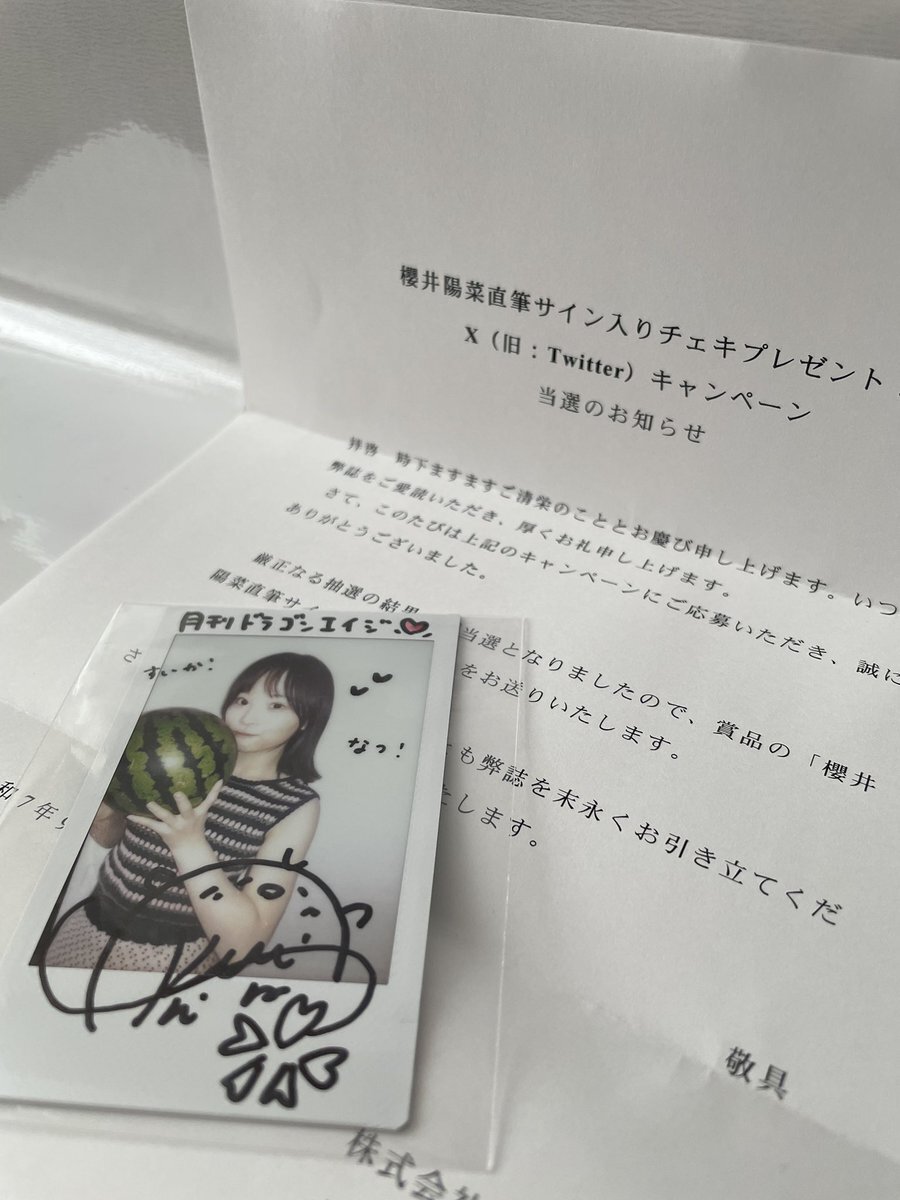 櫻井陽菜直筆サイン入りチェキプレゼント
X（旧：Twitter）キャンペーン
当選のお知らせ
拝啓　時下ますますご清栄のこととお慶び申し上げます。いつ
弊誌をご愛読いただき、厚くお礼申し上げます。
さて、このたびは上記のキャンペーンにご応募いただき、誠に
ありがとうございました。
厳正なる抽選の結果
当選となりましたので、賞品の「櫻井
陽菜直筆サイ
をお送りいたします。
さ
も弊誌を末永くお引き立てくだ
します。
和7年9
敬具
株式会社
月刊ドラゴンエイジ
すいか！
なつ！